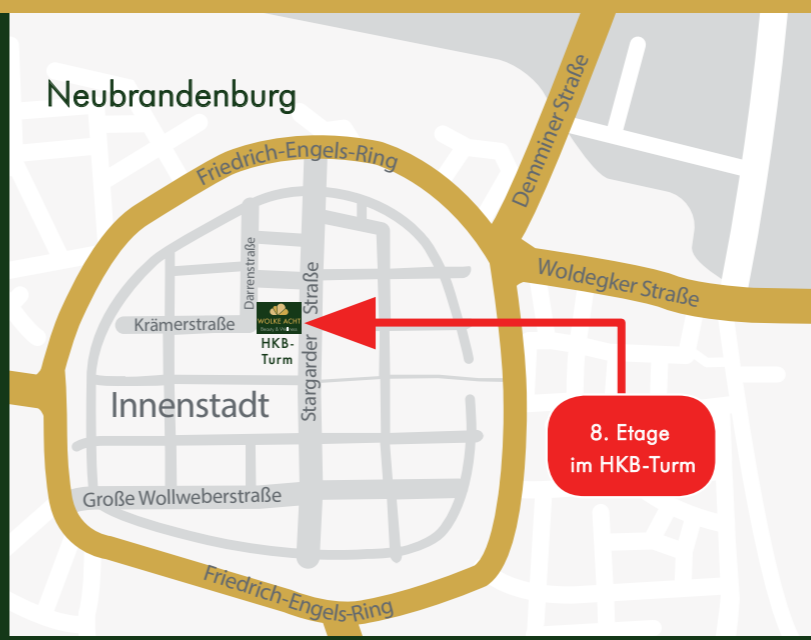 Neubrandenburg
Friedrich-Engels-Ring
Demminer Straße
Woldegker Straße
Darrenstraße
Stargarder Straße
Krämerstraße
WOLKE ACHT
HKB-
Turm
Innenstadt
8. Etage
im HKB-Turm
Große Wollweberstraße
Friedrich-Engels-Ring